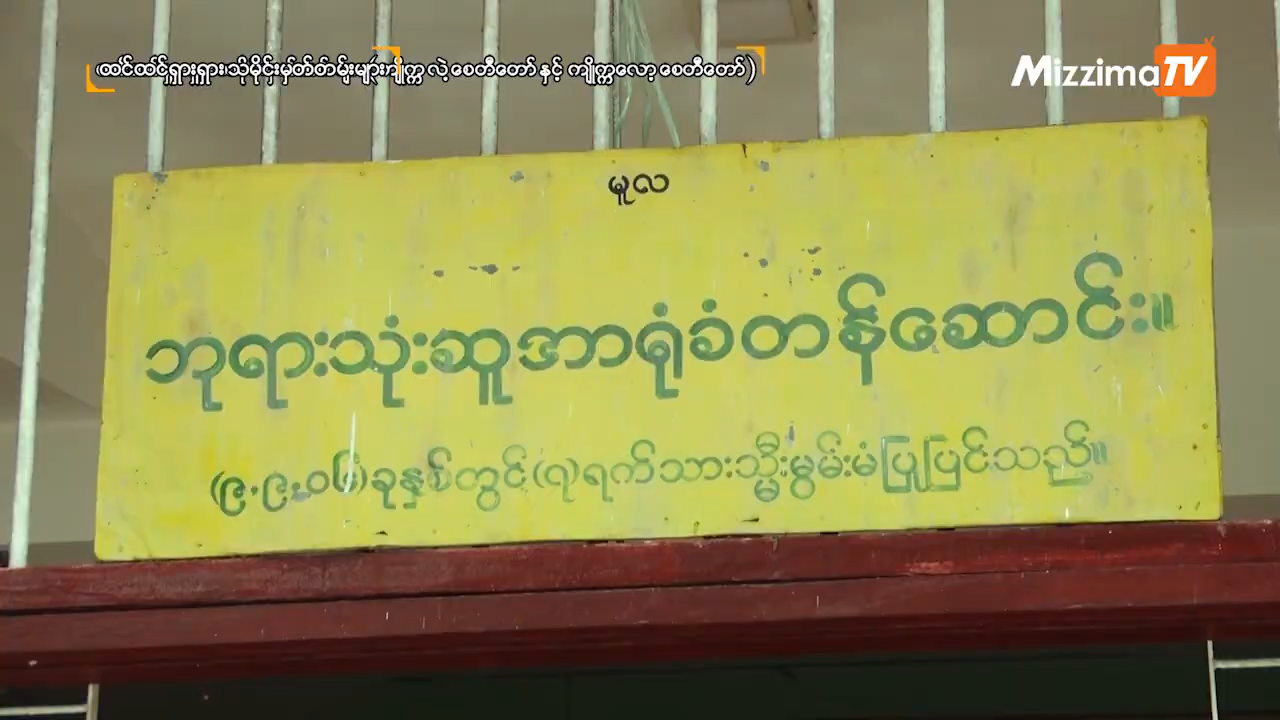 ထင်ထင်ရှားရှား သမိုင်းမှတ်တမ်းများ(ကျိုက္ကလွဲ့စေတီတော် နှင့် ကျိုက္ကလော့စေတီတော်)
MizzimaTV
မူလ
ဘုရားသုံးဆူအာရုံခံတန်ဆောင်း။
(၉.၉.၀၆)ခုနှစ်တွင်(၇)ရက်သားသမီးမွမ်းမံပြုပြင်သည်။